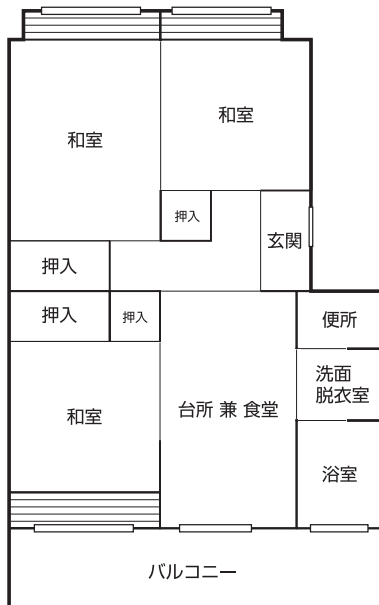 和室
和室
押入
玄関
押入
押入
押入
便所
洗面
脱衣室
和室
台所 兼 食堂
浴室
バルコニー